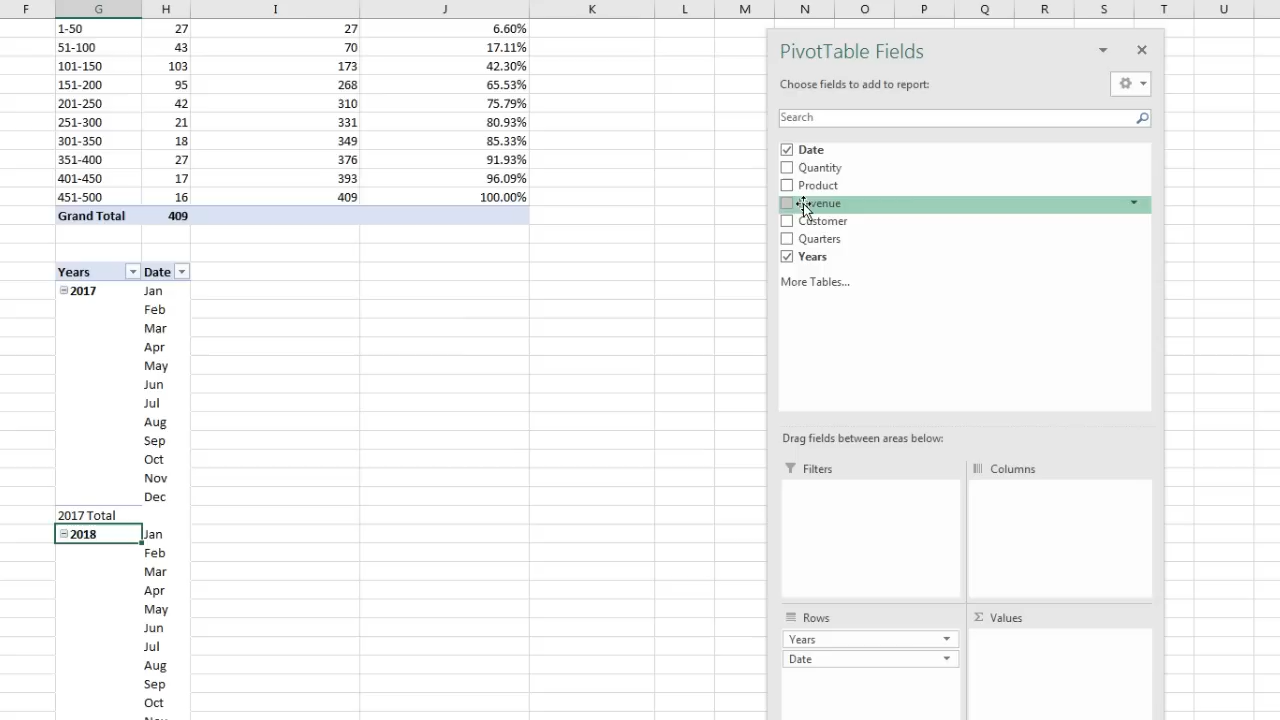 F G H I J K L M N O P Q R S T U
1-50 27 27 6.60%
51-100 43 70 17.11%
101-150 103 173 42.30%
151-200 95 268 65.53%
201-250 42 310 75.79%
251-300 21 331 80.93%
301-350 18 349 85.33%
351-400 27 376 91.93%
401-450 17 393 96.09%
451-500 16 409 100.00%
Grand Total 409
Years Date
2017 Jan
Feb
Mar
Apr
May
Jun
Jul
Aug
Sep
Oct
Nov
Dec
2017 Total
2018 Jan
Feb
Mar
Apr
May
Jun
Jul
Aug
Sep
Oct
PivotTable Fields
Choose fields to add to report:
Search
Date
Quantity
Product
venue
Customer
Quarters
Years
More Tables...
Drag fields between areas below:
Filters
Columns
Rows
Years
Date
Σ Values